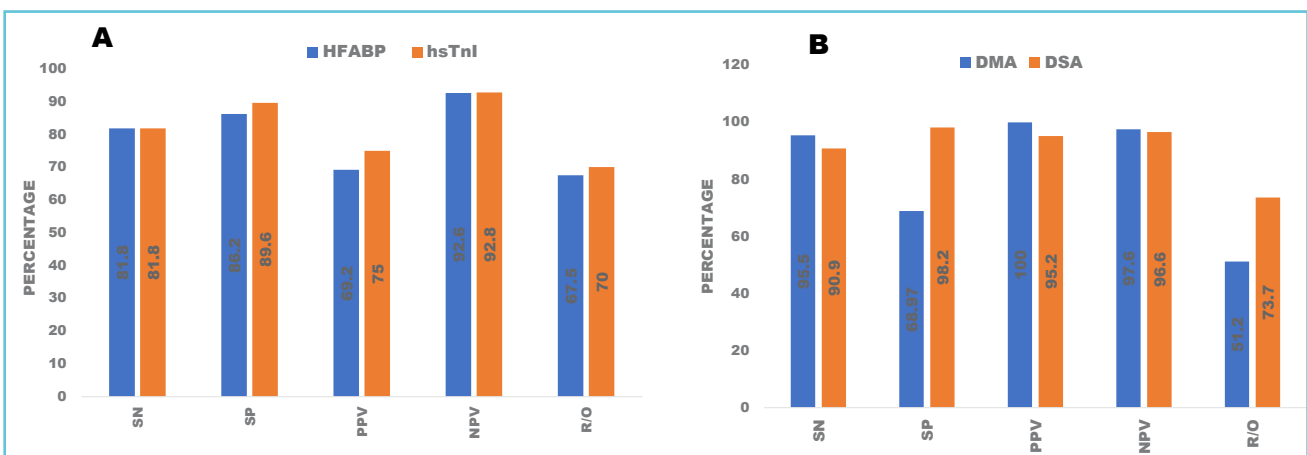 A
HFABP hsTnI
PERCENTAGE
100
90
80
70
60
50
40
30
20
10
0
81.8 81.8 86.2 89.6 69.2 75 92.6 92.8 67.5 70
SN SP PPV NPV R/O
B
DMA DSA
PERCENTAGE
120
100
80
60
40
20
0
95.5 90.9 68.97 98.2 100 95.2 97.6 96.6 51.2 73.7
SN SP PPV NPV R/O